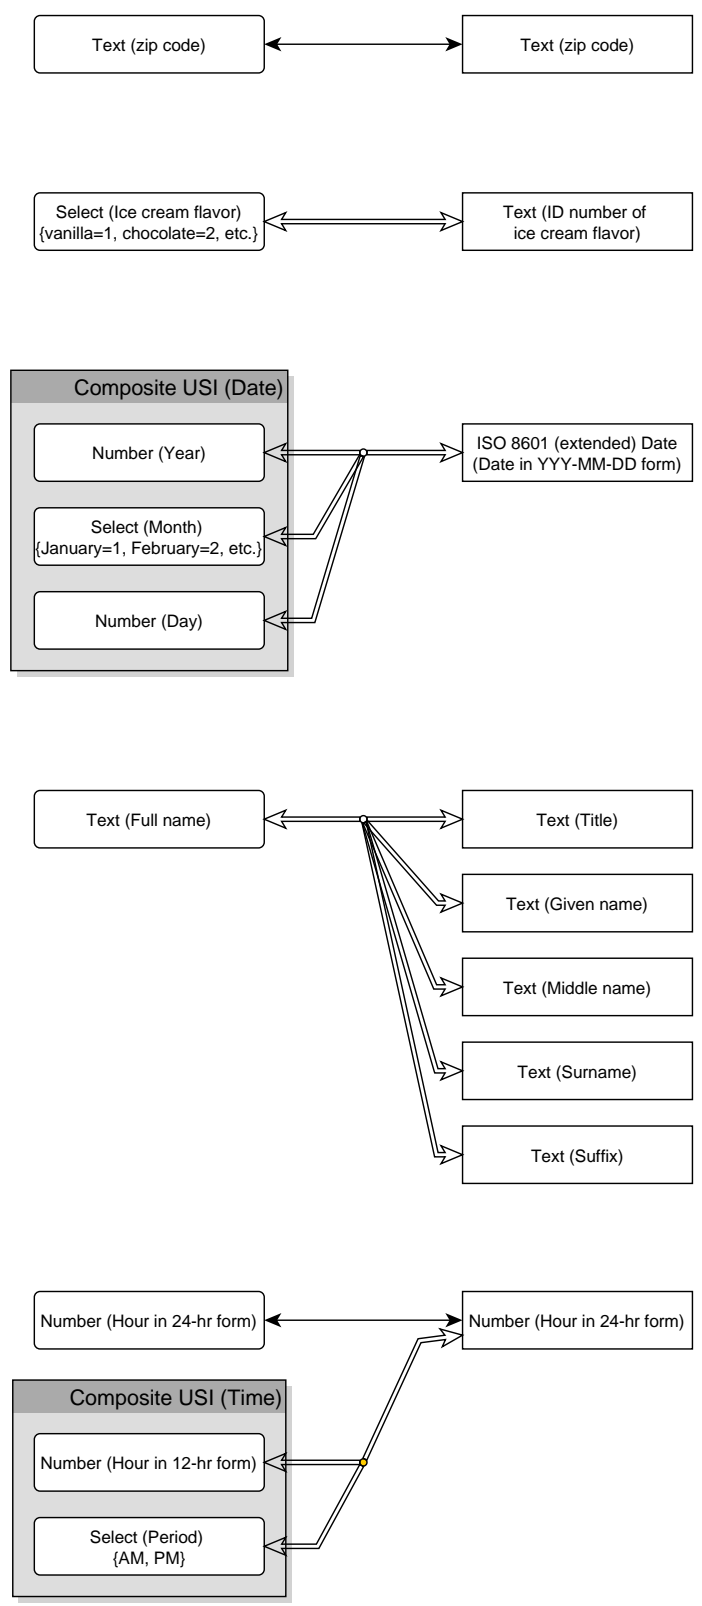 Text (zip code)
Text (zip code)
Select (Ice cream flavor)
{vanilla=1, chocolate=2, etc.}
Text (ID number of
ice cream flavor)
Composite USI (Date)
Number (Year)
ISO 8601 (extended) Date
(Date in YYY-MM-DD form)
Select (Month)
{January=1, February=2, etc.}
Number (Day)
Text (Full name)
Text (Title)
Text (Given name)
Text (Middle name)
Text (Surname)
Text (Suffix)
Number (Hour in 24-hr form)
Number (Hour in 24-hr form)
Composite USI (Time)
Number (Hour in 12-hr form)
Select (Period)
{AM, PM}